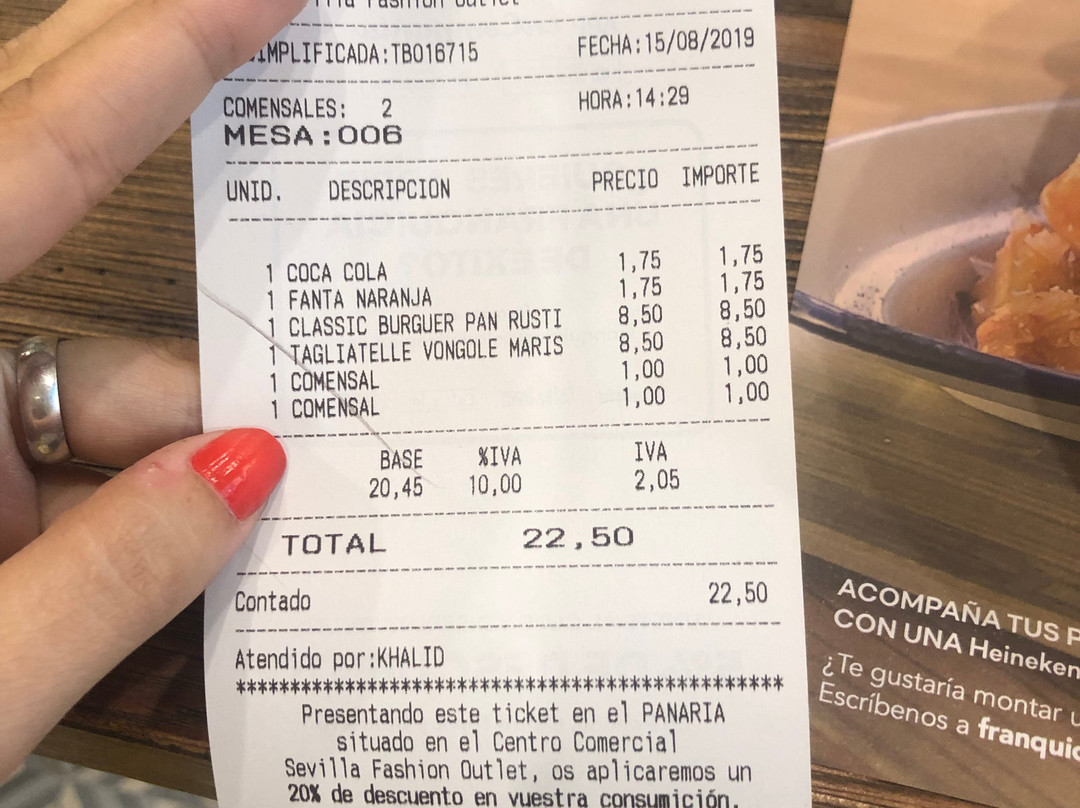 Fashion Outlet
IMPLIFICADA:TB016715 FECHA:15/08/2019
COMENSALES: 2 HORA:14:29
MESA:006
UNID. DESCRIPCION PRECIO IMPORTE
1 COCA COLA 1,75 1,75
1 FANTA NARANJA 1,75 1,75
1 CLASSIC BURGUER PAN RUSTI 8,50 8,50
1 TAGLIATELLE VONGOLE MARIS 8,50 8,50
1 COMENSAL 1,00 1,00
1 COMENSAL 1,00 1,00
BASE %IVA IVA
20,45 10,00 2,05
TOTAL 22,50
Contado 22,50
Atendido por:KHALID
****************************************************
Presentando este ticket en el PANARIA
situado en el Centro Comercial
Sevilla Fashion Outlet, os aplicaremos un
20% de descuento en vuestra consumición.
ACOMPAÑA TUS P
CON UNA Heineken
¿Te gustaría montar u
Escríbenos a franquic